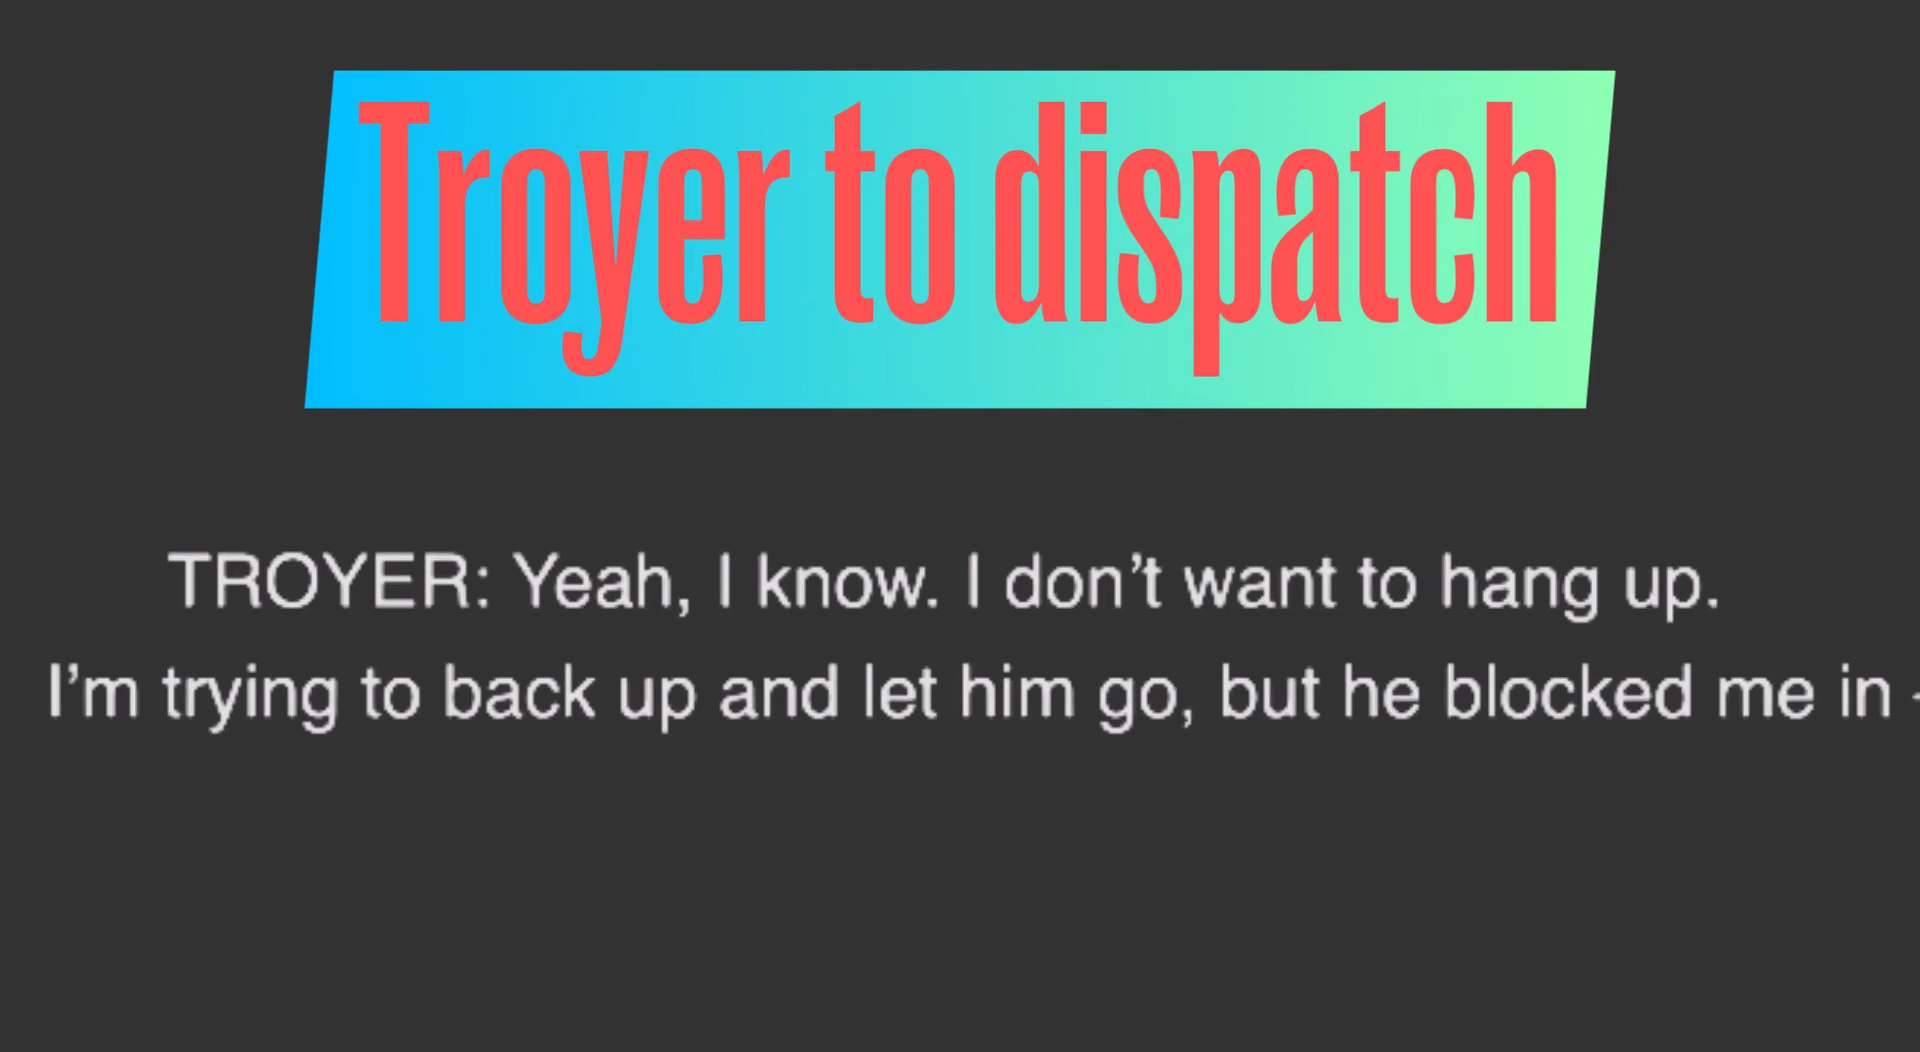 Troyer to dispatch
TROYER: Yeah, I know. I don’t want to hang up.
I’m trying to back up and let him go, but he blocked me in -